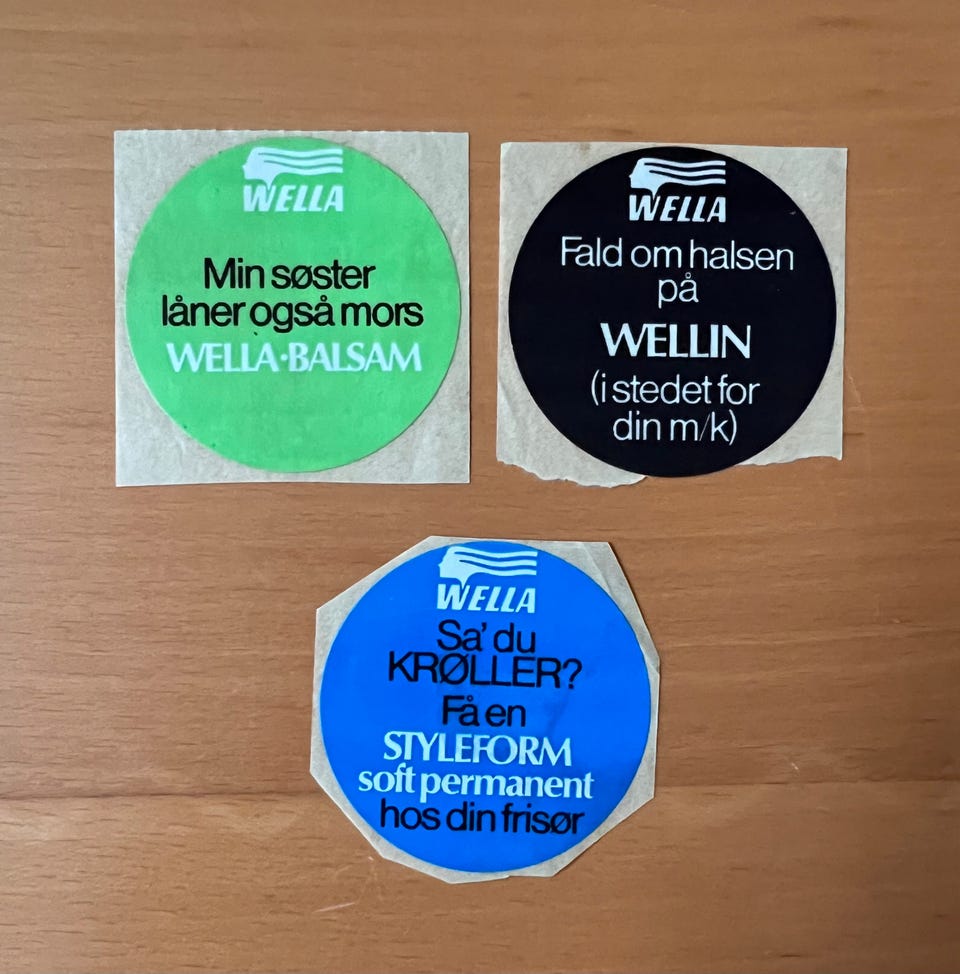 WELLA
Min søster
låner også mors
WELLA·BALSAM
WELLA
Fald om halsen
på
WELLIN
(i stedet for
din m/k)
WELLA
Sa' du
KRØLLER?
Få en
STYLEFORM
soft permanent
hos din frisør